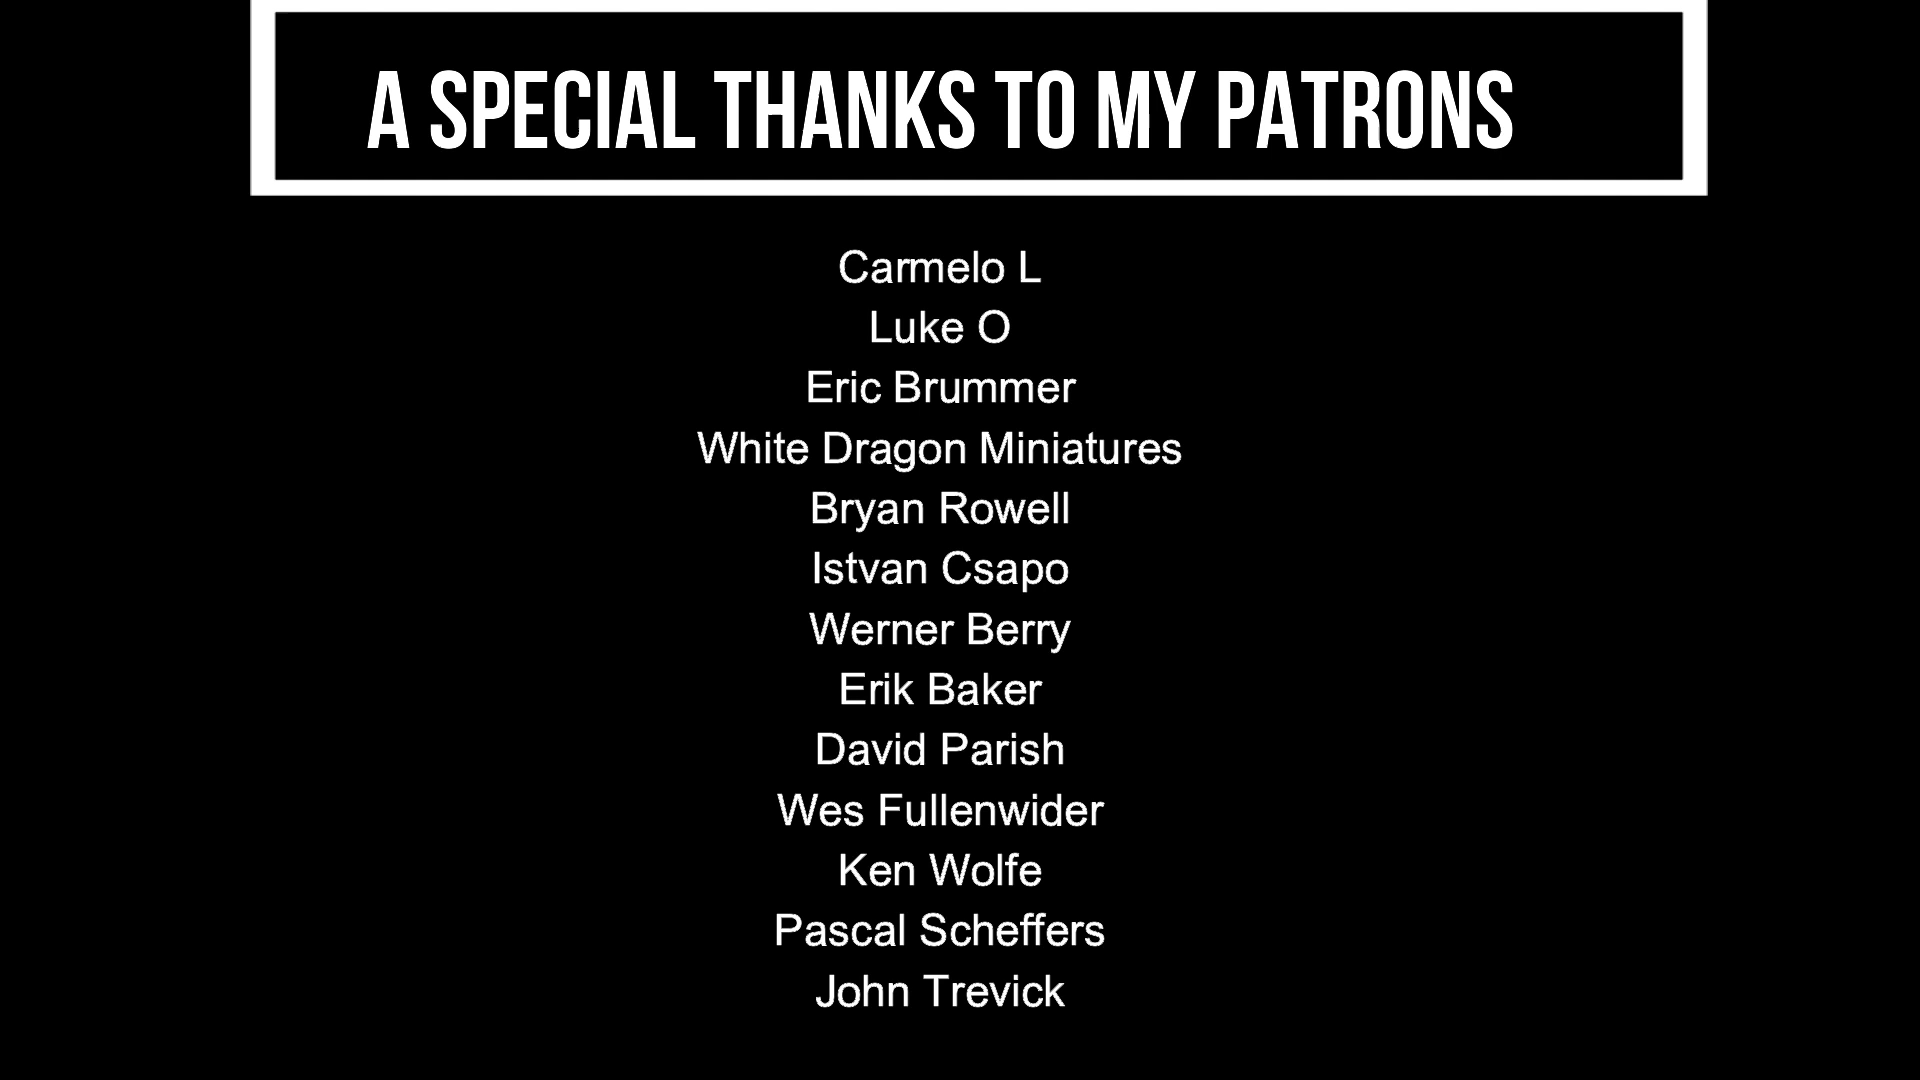 A SPECIAL THANKS TO MY PATRONS
Carmelo L
Luke O
Eric Brummer
White Dragon Miniatures
Bryan Rowell
Istvan Csapo
Werner Berry
Erik Baker
David Parish
Wes Fullenwider
Ken Wolfe
Pascal Scheffers
John Trevick